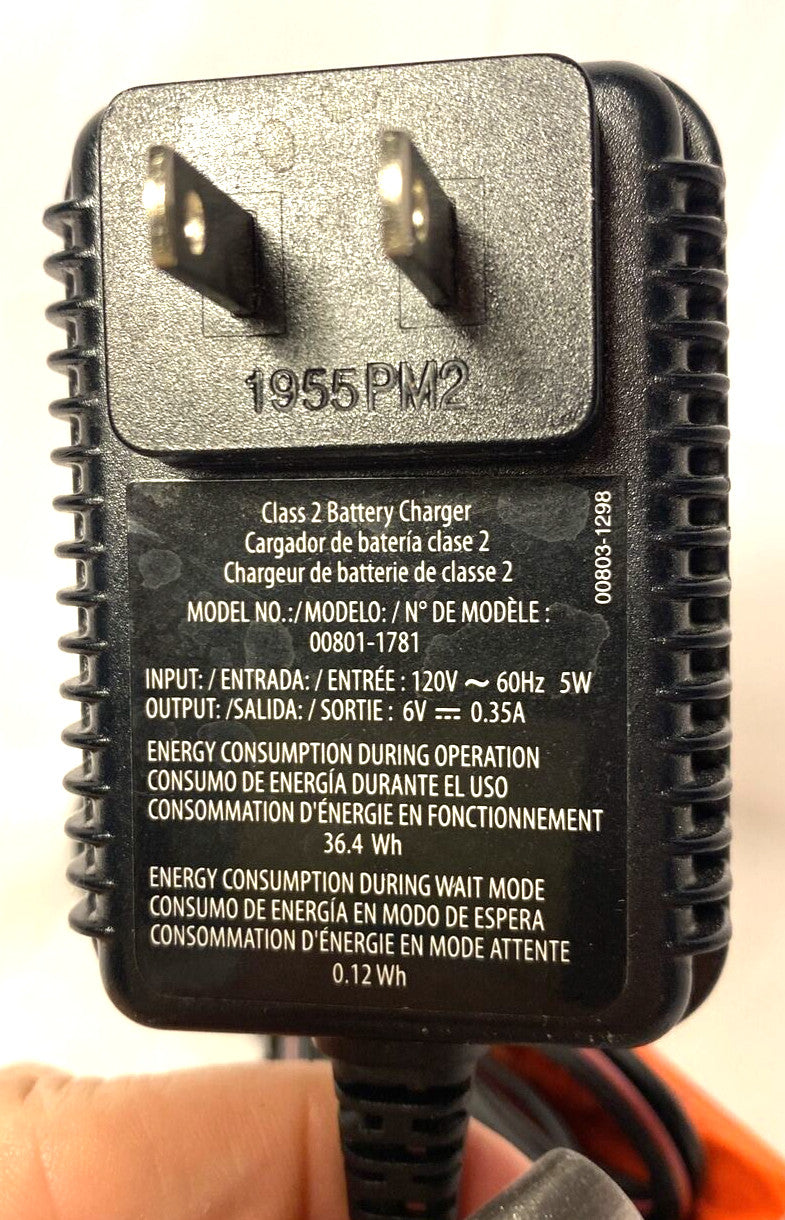 1955PM2
Class 2 Battery Charger
Cargador de batería clase 2
Chargeur de batterie de classe 2
00803-1298
MODEL NO.:/ MODELO: / N° DE MODÈLE :
00801-1781
INPUT: / ENTRADA: / ENTRÉE : 120V ~ 60Hz 5W
OUTPUT: /SALIDA: / SORTIE : 6V ⎓ 0.35A
ENERGY CONSUMPTION DURING OPERATION
CONSUMO DE ENERGÍA DURANTE EL USO
CONSOMMATION D'ÉNERGIE EN FONCTIONNEMENT
36.4 Wh
ENERGY CONSUMPTION DURING WAIT MODE
CONSUMO DE ENERGÍA EN MODO DE ESPERA
CONSOMMATION D'ÉNERGIE EN MODE ATTENTE
0.12 Wh